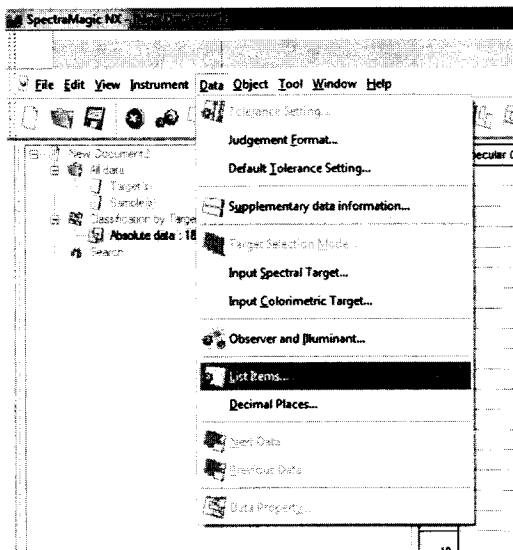 SpectraMagic NX -
File Edit View Instrument Data Object Tool Window Help
Tolerance Setting...
Judgement Format...
Default Tolerance Setting...
Supplementary data information...
Target Selection Mode
Input Spectral Target...
Input Colorimetric Target...
Observer and Illuminant...
List Items...
Decimal Places...
Next Data
Previous Data
Data Property...
New Document2
All data
Target s
Sample s
Classification by Target
Absolute data : 18
Search